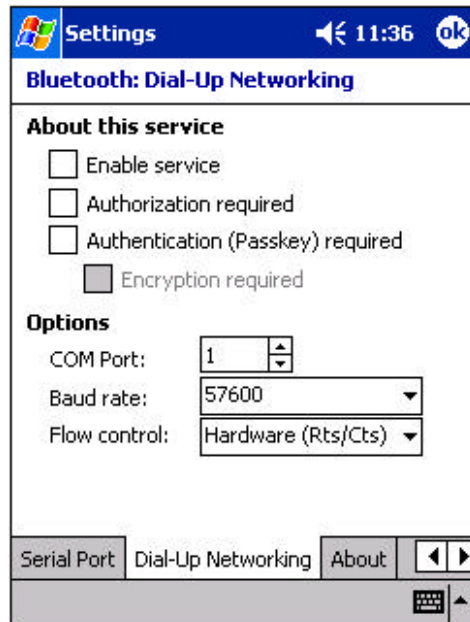 Settings 11:36 ok
Bluetooth: Dial-Up Networking
About this service
Enable service
Authorization required
Authentication (Passkey) required
Encryption required
Options
COM Port: 1
Baud rate: 57600
Flow control: Hardware (Rts/Cts)
Serial Port Dial-Up Networking About